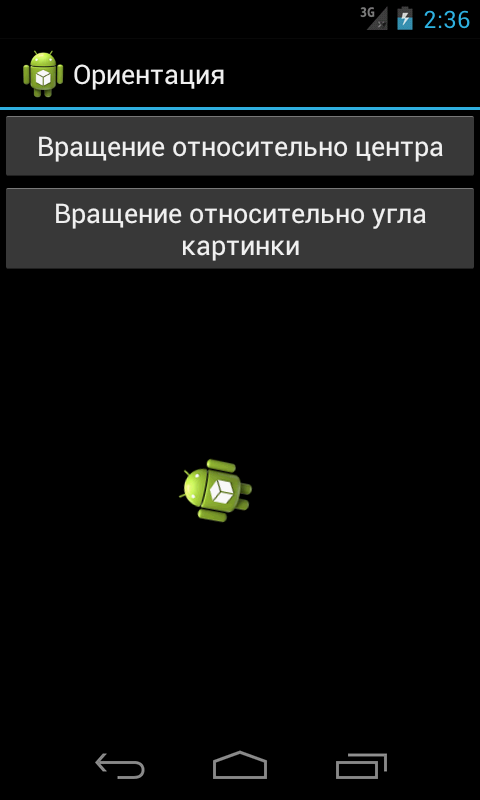 3G 2:36
Ориентация
Вращение относительно центра
Вращение относительно угла
картинки